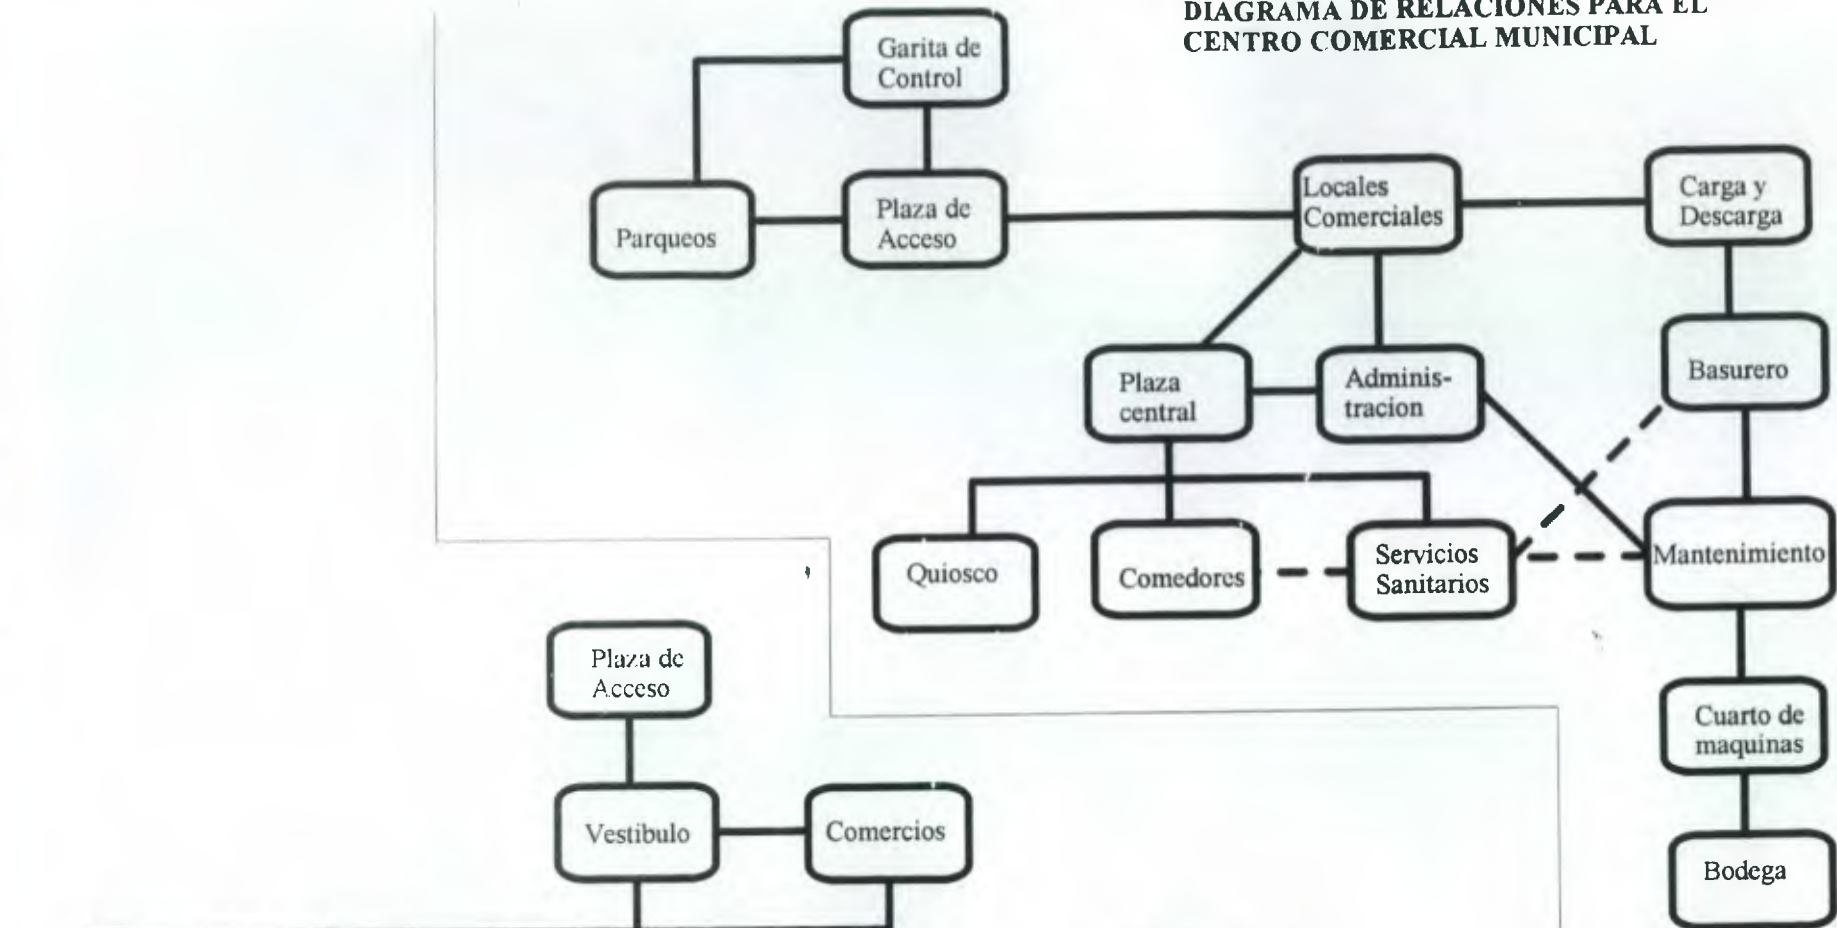 DIAGRAMA DE RELACIONES PARA EL
CENTRO COMERCIAL MUNICIPAL
Garita de
Control
Parqueos
Plaza de
Acceso
Locales
Comerciales
Carga y
Descarga
Plaza
central
Adminis-
tracion
Basurero
Quiosco
Comedores
Servicios
Sanitarios
Mantenimiento
Cuarto de
maquinas
Bodega
Plaza de
Acceso
Vestibulo
Comercios